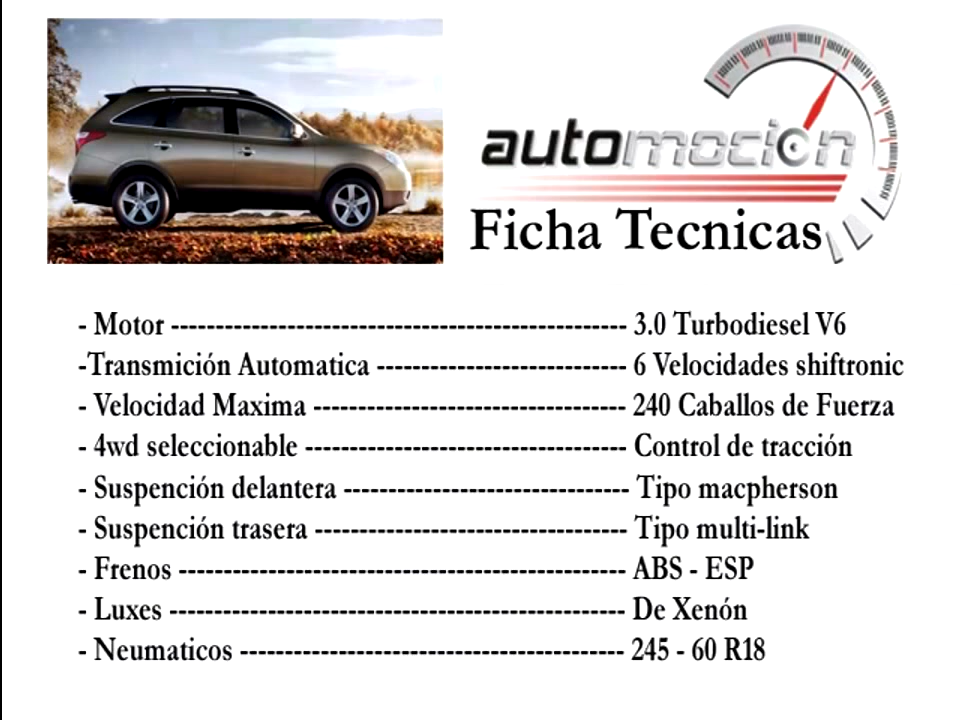 automoción
Ficha Tecnicas
- Motor --------------------------------------------------- 3.0 Turbodiesel V6
-Transmición Automatica ---------------------------- 6 Velocidades shiftronic
- Velocidad Maxima ----------------------------------- 240 Caballos de Fuerza
- 4wd seleccionable ------------------------------------ Control de tracción
- Suspención delantera -------------------------------- Tipo macpherson
- Suspención trasera ----------------------------------- Tipo multi-link
- Frenos -------------------------------------------------- ABS - ESP
- Luxes --------------------------------------------------- De Xenón
- Neumaticos ------------------------------------------- 245 - 60 R18